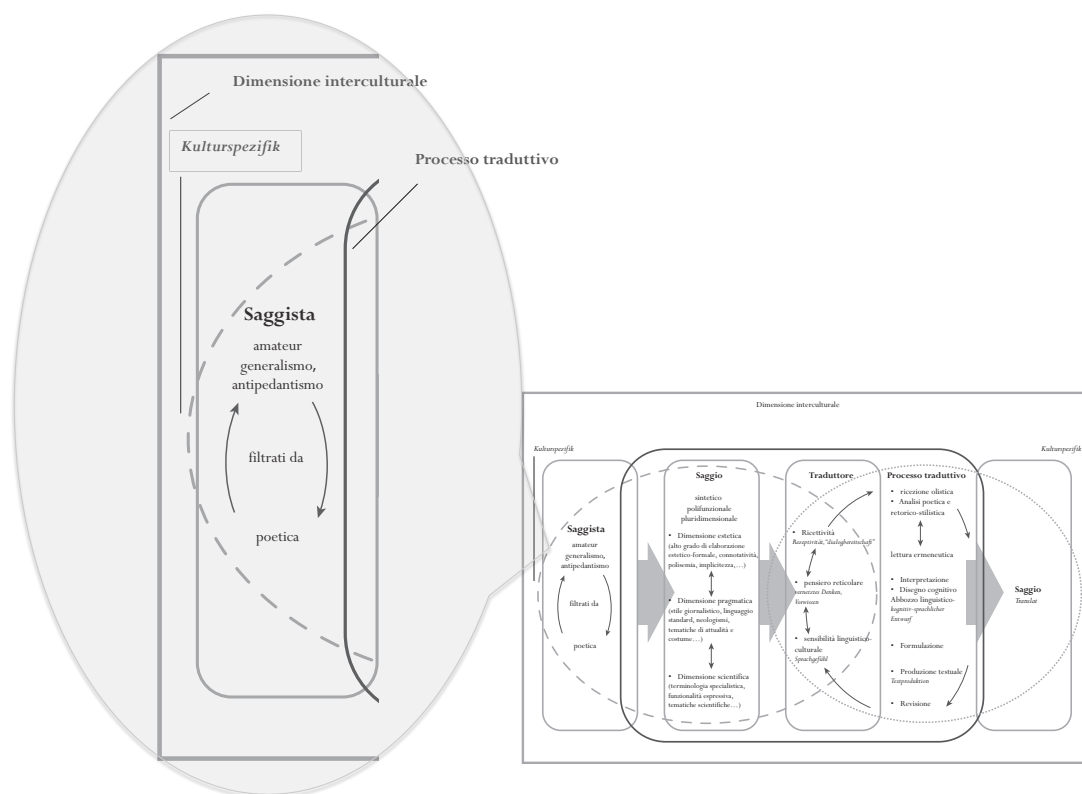 Dimensione interculturale
Kulturspezifik
Processo traduttivo
Saggista
amateur
generalismo,
antipedantismo
filtrati da
poetica
Dimensione interculturale
Kulturspezifik
Kulturspezifik
Saggista
amateur
generalismo,
antipedantismo
filtrati da
poetica
Saggio
sintetico
polifunzionale
pluridimensionale
• Dimensione estetica
(alto grado di elaborazione
estetico-formale, connotatività,
polisemia, implicitezza,…)
• Dimensione pragmatica
(stile giornalistico, linguaggio
standard, neologismi,
tematiche di attualità e
costume…)
• Dimensione scientifica
(terminologia specialistica,
funzionalità espressiva,
tematiche scientifiche…)
Traduttore
• Ricettività
Rezeptivität, "dialogbereitschaft"
• pensiero reticolare
vernetztes Denken,
Vorwissen
• sensibilità linguistico-
culturale
Sprachgefühl
Processo traduttivo
• ricezione olistica
• Analisi poetica e
retorico-stilistica
lettura ermeneutica
• Interpretazione
• Disegno cognitivo
Abbozzo linguistico-
kognitiv-sprachlicher
Entwurf
• Formulazione
• Produzione testuale
Textproduktion
• Revisione
Saggio
Translat